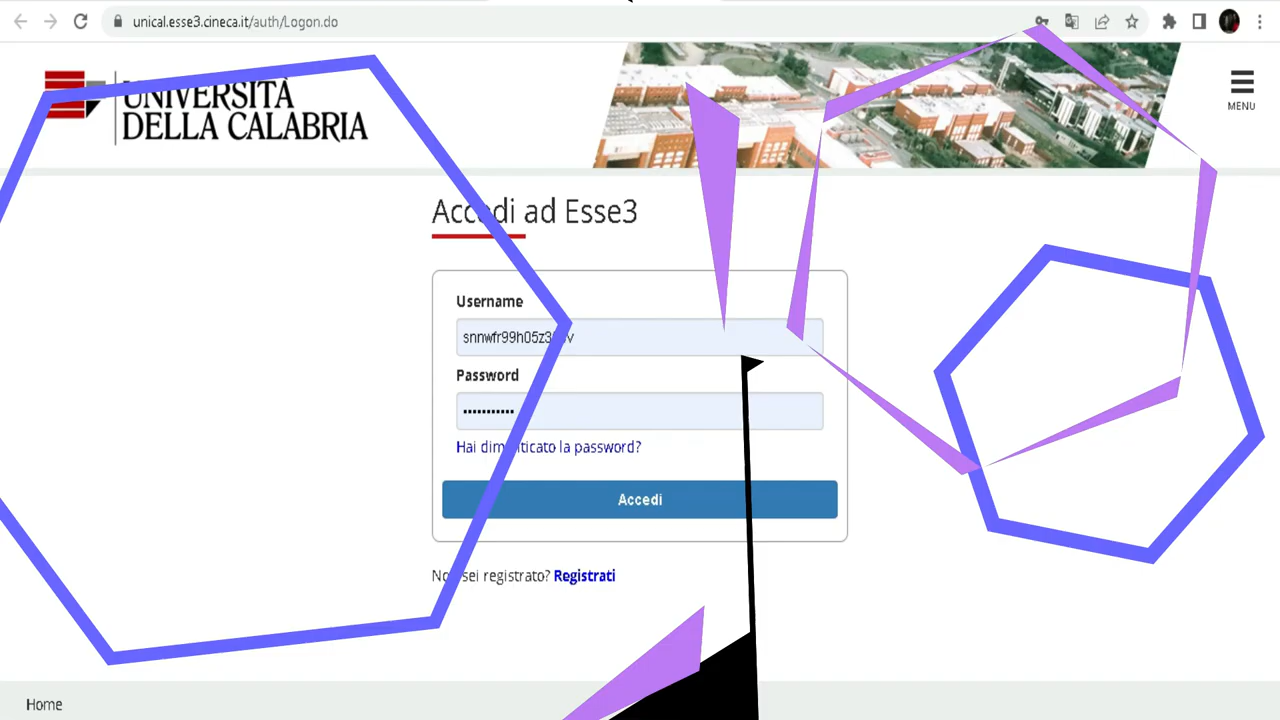 unical.esse3.cineca.it/auth/Logon.do
UNIVERSITÀ
DELLA CALABRIA
MENU
Accedi ad Esse3
Username
Password
•••••••••••
Hai dimenticato la password?
Accedi
Non sei registrato? Registrati
Home